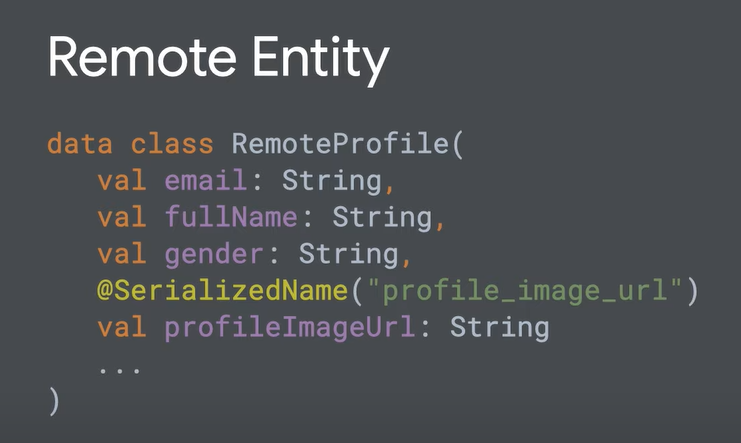 Remote Entity
data class RemoteProfile(
val email: String,
val fullName: String,
val gender: String,
@SerializedName("profile_image_url")
val profileImageUrl: String
...
)